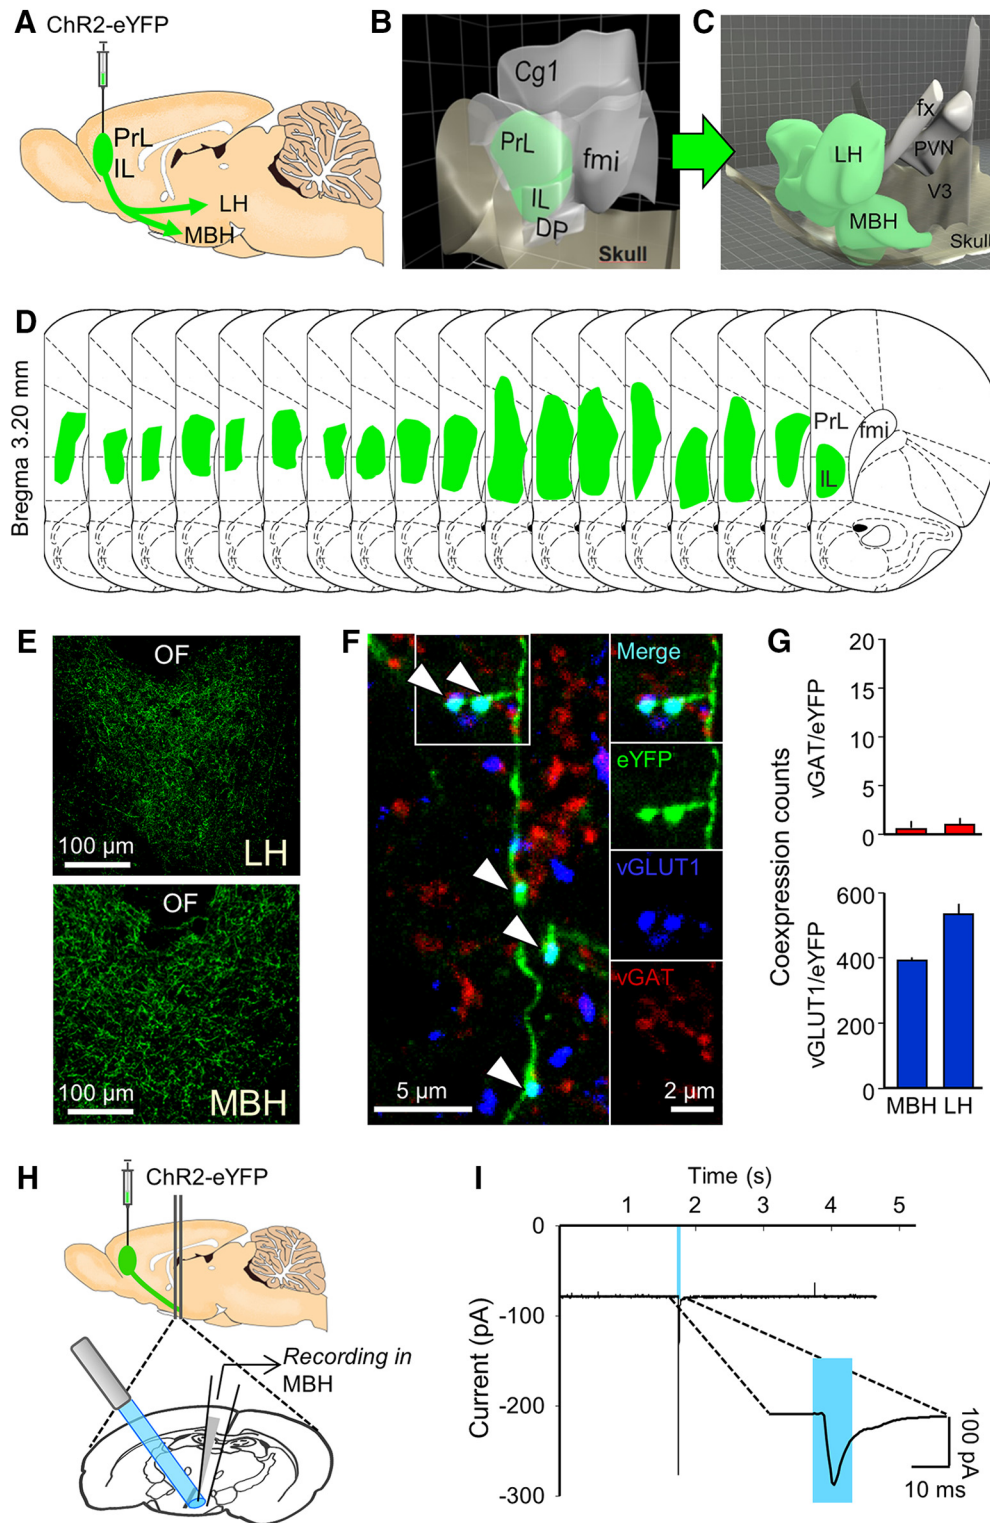 A
ChR2-eYFP
PrL
IL
LH
MBH
B
Cg1
PrL
fmi
IL
DP
Skull
C
fx
LH
PVN
V3
MBH
Skull
D
Bregma 3.20 mm
PrL
fmi
IL
E
OF
100 µm
LH
OF
100 µm
MBH
F
5 µm
Merge
eYFP
vGLUT1
vGAT
2 µm
G
Coexpression counts
vGAT/eYFP
20
15
10
5
0
vGLUT1/eYFP
600
400
200
0
MBH LH
H
ChR2-eYFP
Recording in
MBH
I
Time (s)
1 2 3 4 5
Current (pA)
0
-100
-200
-300
100 pA
10 ms